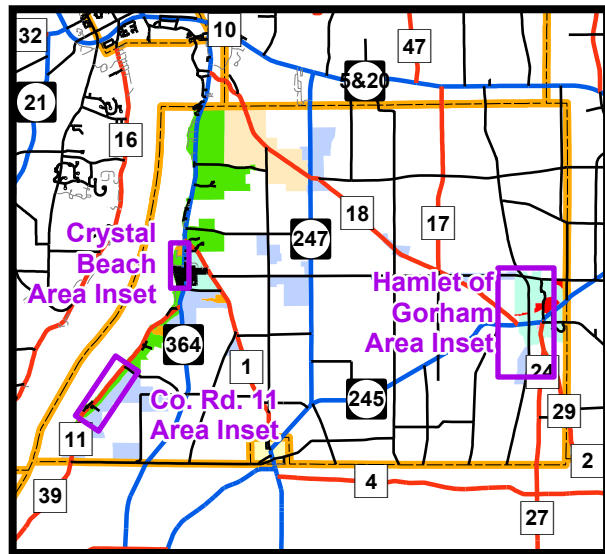 32
10
47
5&20
21
16
18
17
247
Crystal
Beach
Area Inset
Hamlet of
Gorham
Area Inset
364
1
24
245
Co. Rd. 11
Area Inset
29
11
2
39
4
27